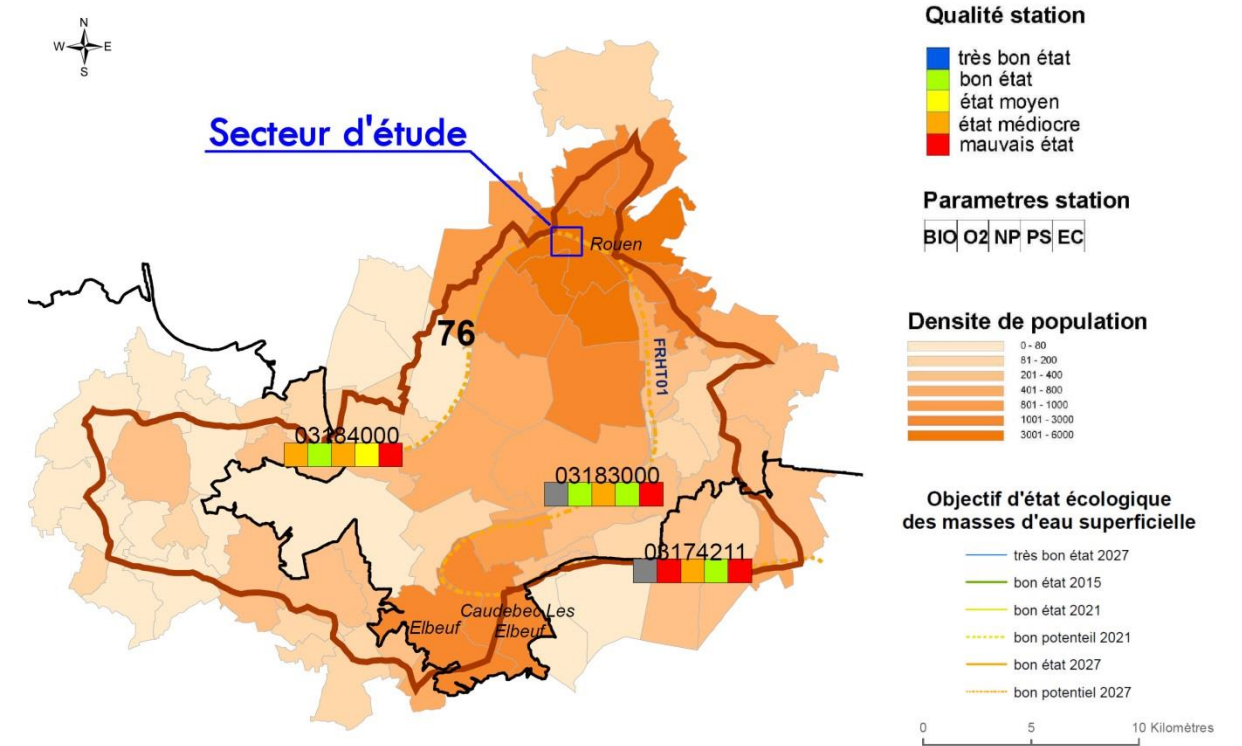 N
W E
S
Secteur d'étude
Rouen
76
FRHT01
03184000
03183000
03174211
Caudebec Les
Elbeuf
Elbeuf
Qualité station
très bon état
bon état
état moyen
état médiocre
mauvais état
Parametres station
BIO O2 NP PS EC
Densite de population
0 - 80
81 - 200
201 - 400
401 - 800
801 - 1000
1001 - 3000
3001 - 6000
Objectif d'état écologique
des masses d'eau superficielle
très bon état 2027
bon état 2015
bon état 2021
bon potenteil 2021
bon état 2027
bon potentiel 2027
0 5 10 Kilomètres